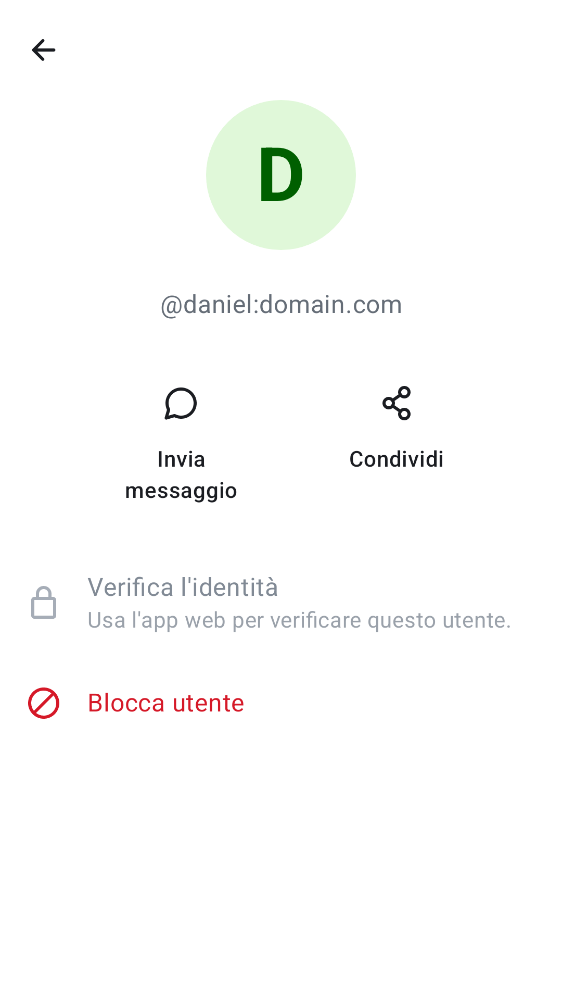 D
@daniel:domain.com
Invia
messaggio
Condividi
Verifica l'identità
Usa l'app web per verificare questo utente.
Blocca utente